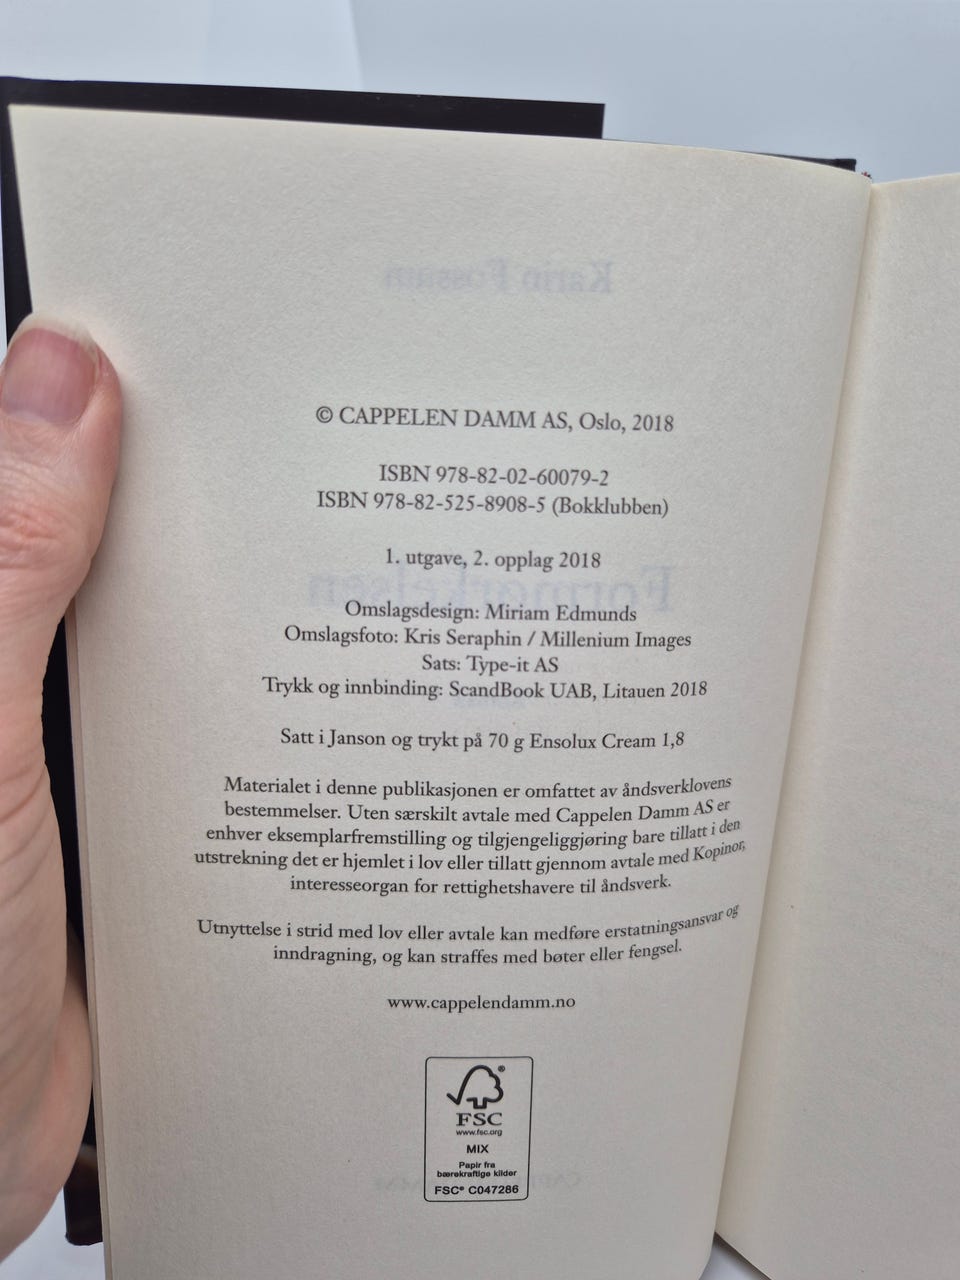 Karin Fossum
© CAPPELEN DAMM AS, Oslo, 2018
ISBN 978-82-02-60079-2
ISBN 978-82-525-8908-5 (Bokklubben)
1. utgave, 2. opplag 2018
Formørkelsen
Omslagsdesign: Miriam Edmunds
Omslagsfoto: Kris Seraphin / Millenium Images
Sats: Type-it AS
Trykk og innbinding: ScandBook UAB, Litauen 2018
Satt i Janson og trykt på 70 g Ensolux Cream 1,8
Materialet i denne publikasjonen er omfattet av åndsverklovens
bestemmelser. Uten særskilt avtale med Cappelen Damm AS er
enhver eksemplarfremstilling og tilgjengeliggjøring bare tillatt i den
utstrekning det er hjemlet i lov eller tillatt gjennom avtale med Kopinor,
interesseorgan for rettighetshavere til åndsverk.
Utnyttelse i strid med lov eller avtale kan medføre erstatningsansvar og
inndragning, og kan straffes med bøter eller fengsel.
www.cappelendamm.no
FSC
www.fsc.org
MIX
Papir fra
bærekraftige kilder
FSC® C047286